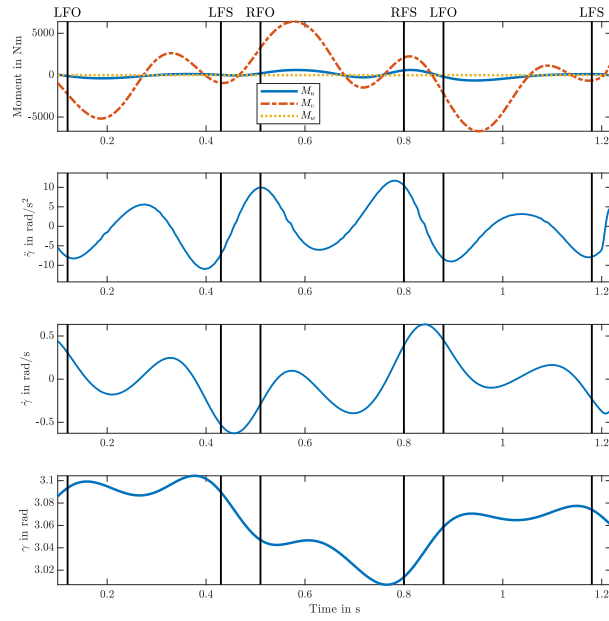 LFO LFS RFO RFS LFO LFS
Moment in Nm
5000
0
-5000
M_u
M_v
M_w
0.2 0.4 0.6 0.8 1 1.2
γ̈ in rad/s²
10
5
0
-5
-10
0.2 0.4 0.6 0.8 1 1.2
γ̇ in rad/s
0.5
0
-0.5
0.2 0.4 0.6 0.8 1 1.2
γ in rad
3.1
3.08
3.06
3.04
3.02
0.2 0.4 0.6 0.8 1 1.2
Time in s